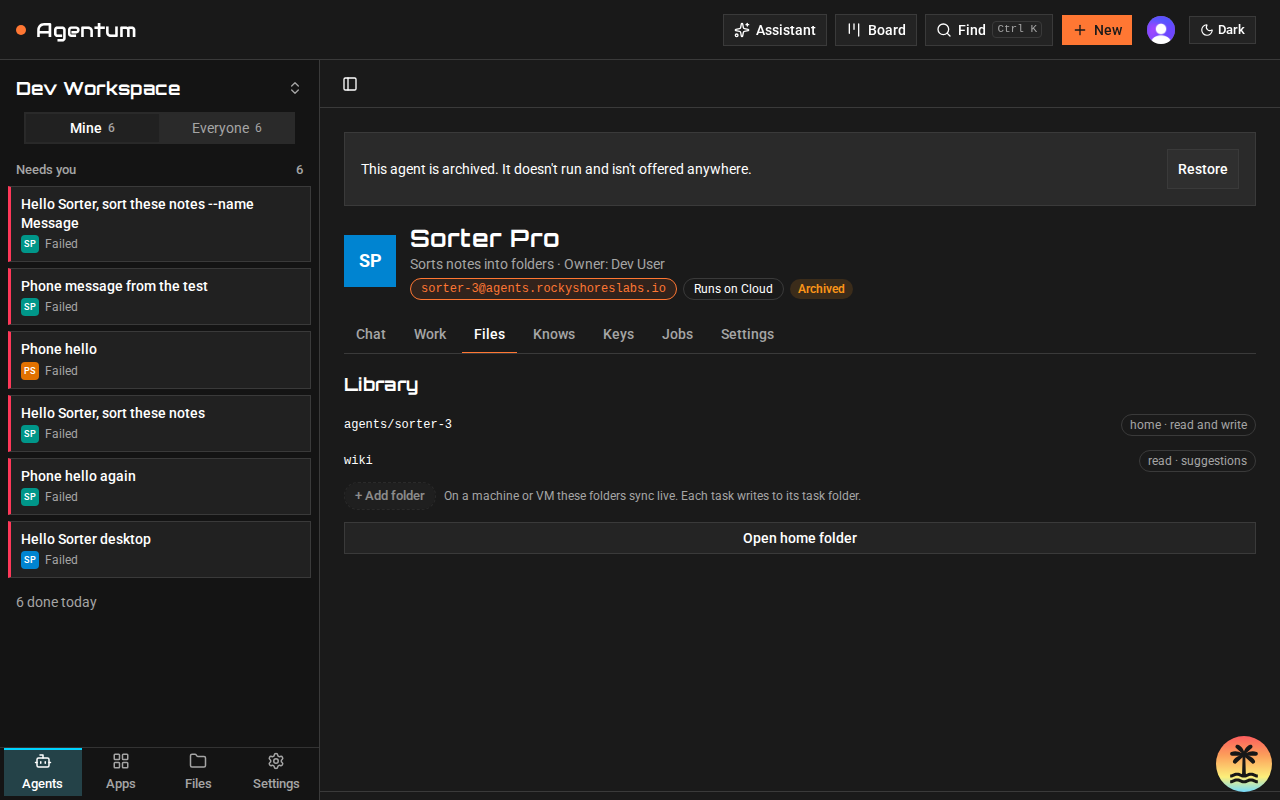 Agentum
Assistant
Board
Find Ctrl K
+ New
Dark
Dev Workspace
Mine 6
Everyone 6
Needs you 6
Hello Sorter, sort these notes --name
Message
SP Failed
Phone message from the test
SP Failed
Phone hello
PS Failed
Hello Sorter, sort these notes
SP Failed
Phone hello again
SP Failed
Hello Sorter desktop
SP Failed
6 done today
Agents
Apps
Files
Settings
This agent is archived. It doesn't run and isn't offered anywhere.
Restore
SP
Sorter Pro
Sorts notes into folders · Owner: Dev User
sorter-3@agents.rockyshoreslabs.io
Runs on Cloud
Archived
Chat
Work
Files
Knows
Keys
Jobs
Settings
Library
agents/sorter-3
home · read and write
wiki
read · suggestions
+ Add folder
On a machine or VM these folders sync live. Each task writes to its task folder.
Open home folder